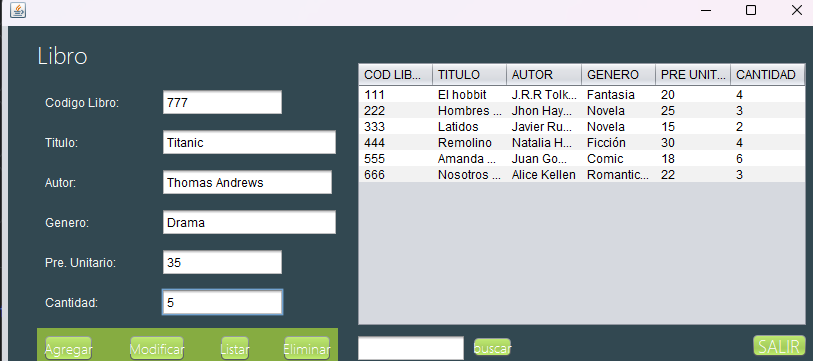 Libro
Codigo Libro: 777
Titulo: Titanic
Autor: Thomas Andrews
Genero: Drama
Pre. Unitario: 35
Cantidad: 5
Agregar Modificar Listar Eliminar
COD LIB... TITULO AUTOR GENERO PRE UNIT... CANTIDAD
111 El hobbit J.R.R Tolk... Fantasia 20 4
222 Hombres ... Jhon Hay... Novela 25 3
333 Latidos Javier Ru... Novela 15 2
444 Remolino Natalia H... Ficción 30 4
555 Amanda ... Juan Go... Comic 18 6
666 Nosotros ... Alice Kellen Romantic... 22 3
buscar SALIR